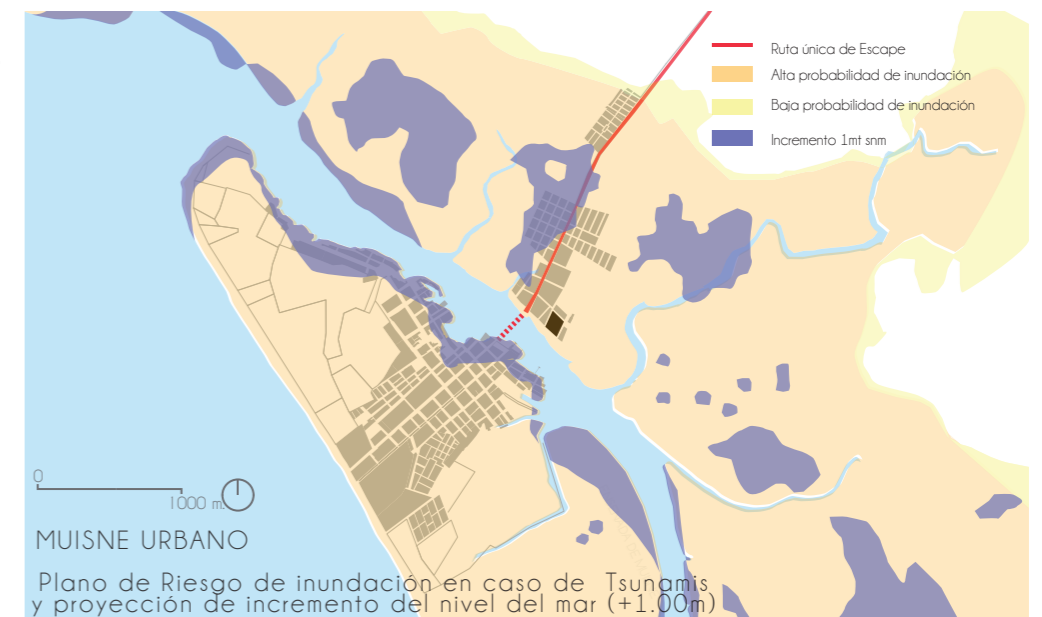 Ruta única de Escape
Alta probabilidad de inundación
Baja probabilidad de inundación
Incremento 1mt snm
0
1000 m.
MUISNE URBANO
Plano de Riesgo de inundación en caso de Tsunamis
y proyección de incremento del nivel del mar (+1.00m)